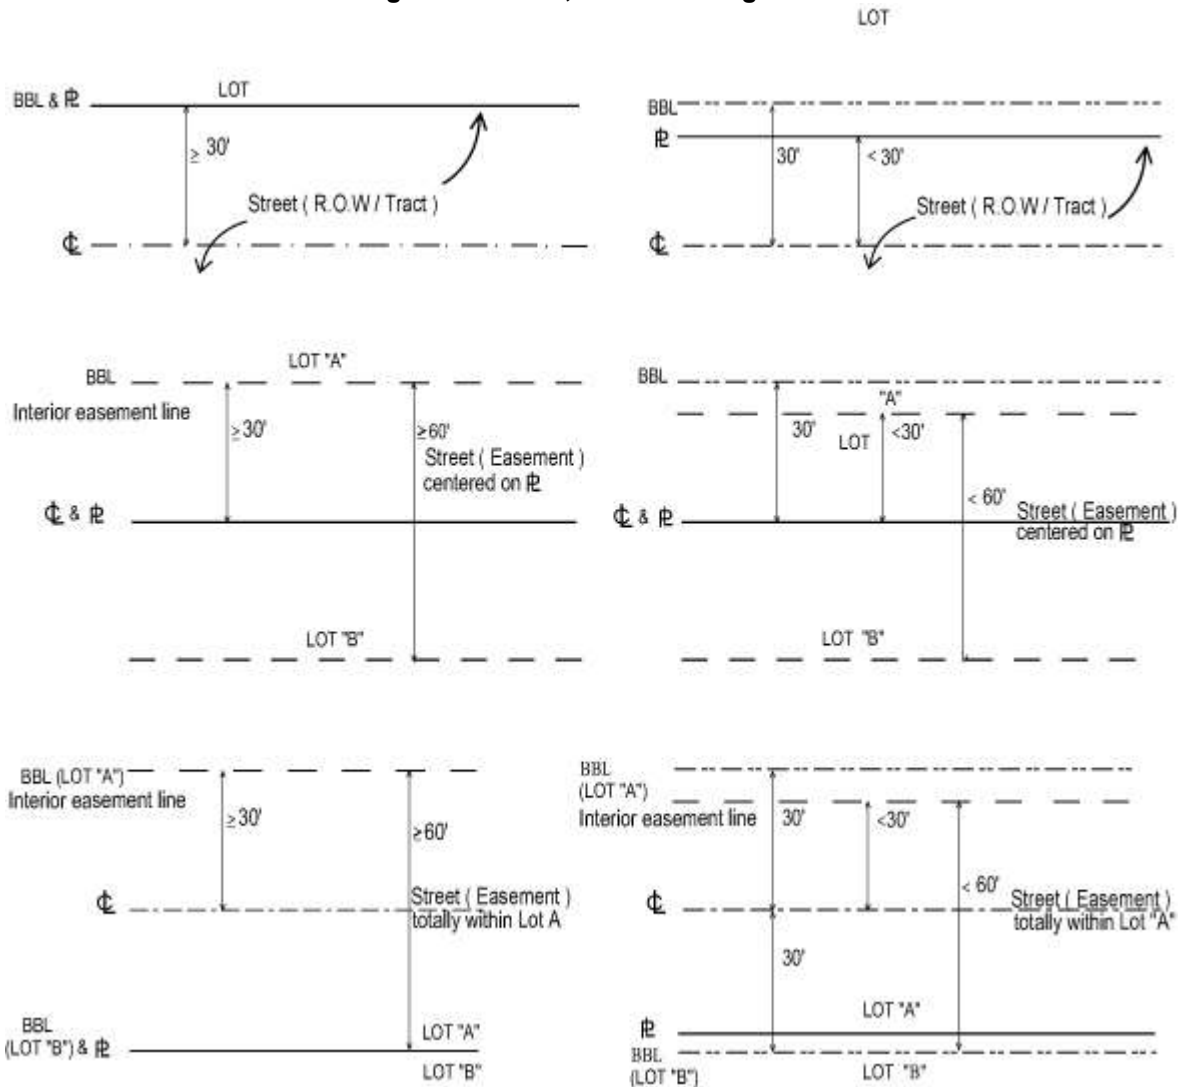 LOT
LOT
BBL & ⅊
≥ 30'
Street ( R.O.W / Tract )
℄
BBL
⅊
30'
< 30'
Street ( R.O.W / Tract )
℄
LOT "A"
BBL
Interior easement line
≥30'
≥60'
Street ( Easement )
centered on ⅊
℄ & ⅊
LOT "B"
BBL
"A"
30'
LOT
<30'
< 60'
Street ( Easement )
centered on ⅊
℄ & ⅊
LOT "B"
BBL (LOT "A")
Interior easement line
≥30'
≥60'
℄
Street ( Easement )
totally within Lot A
BBL
(LOT "B") & ⅊
LOT "A"
LOT "B"
BBL
(LOT "A")
Interior easement line
30'
<30'
< 60'
℄
Street ( Easement )
totally within Lot "A"
30'
LOT "A"
⅊
BBL
(LOT "B")
LOT "B"